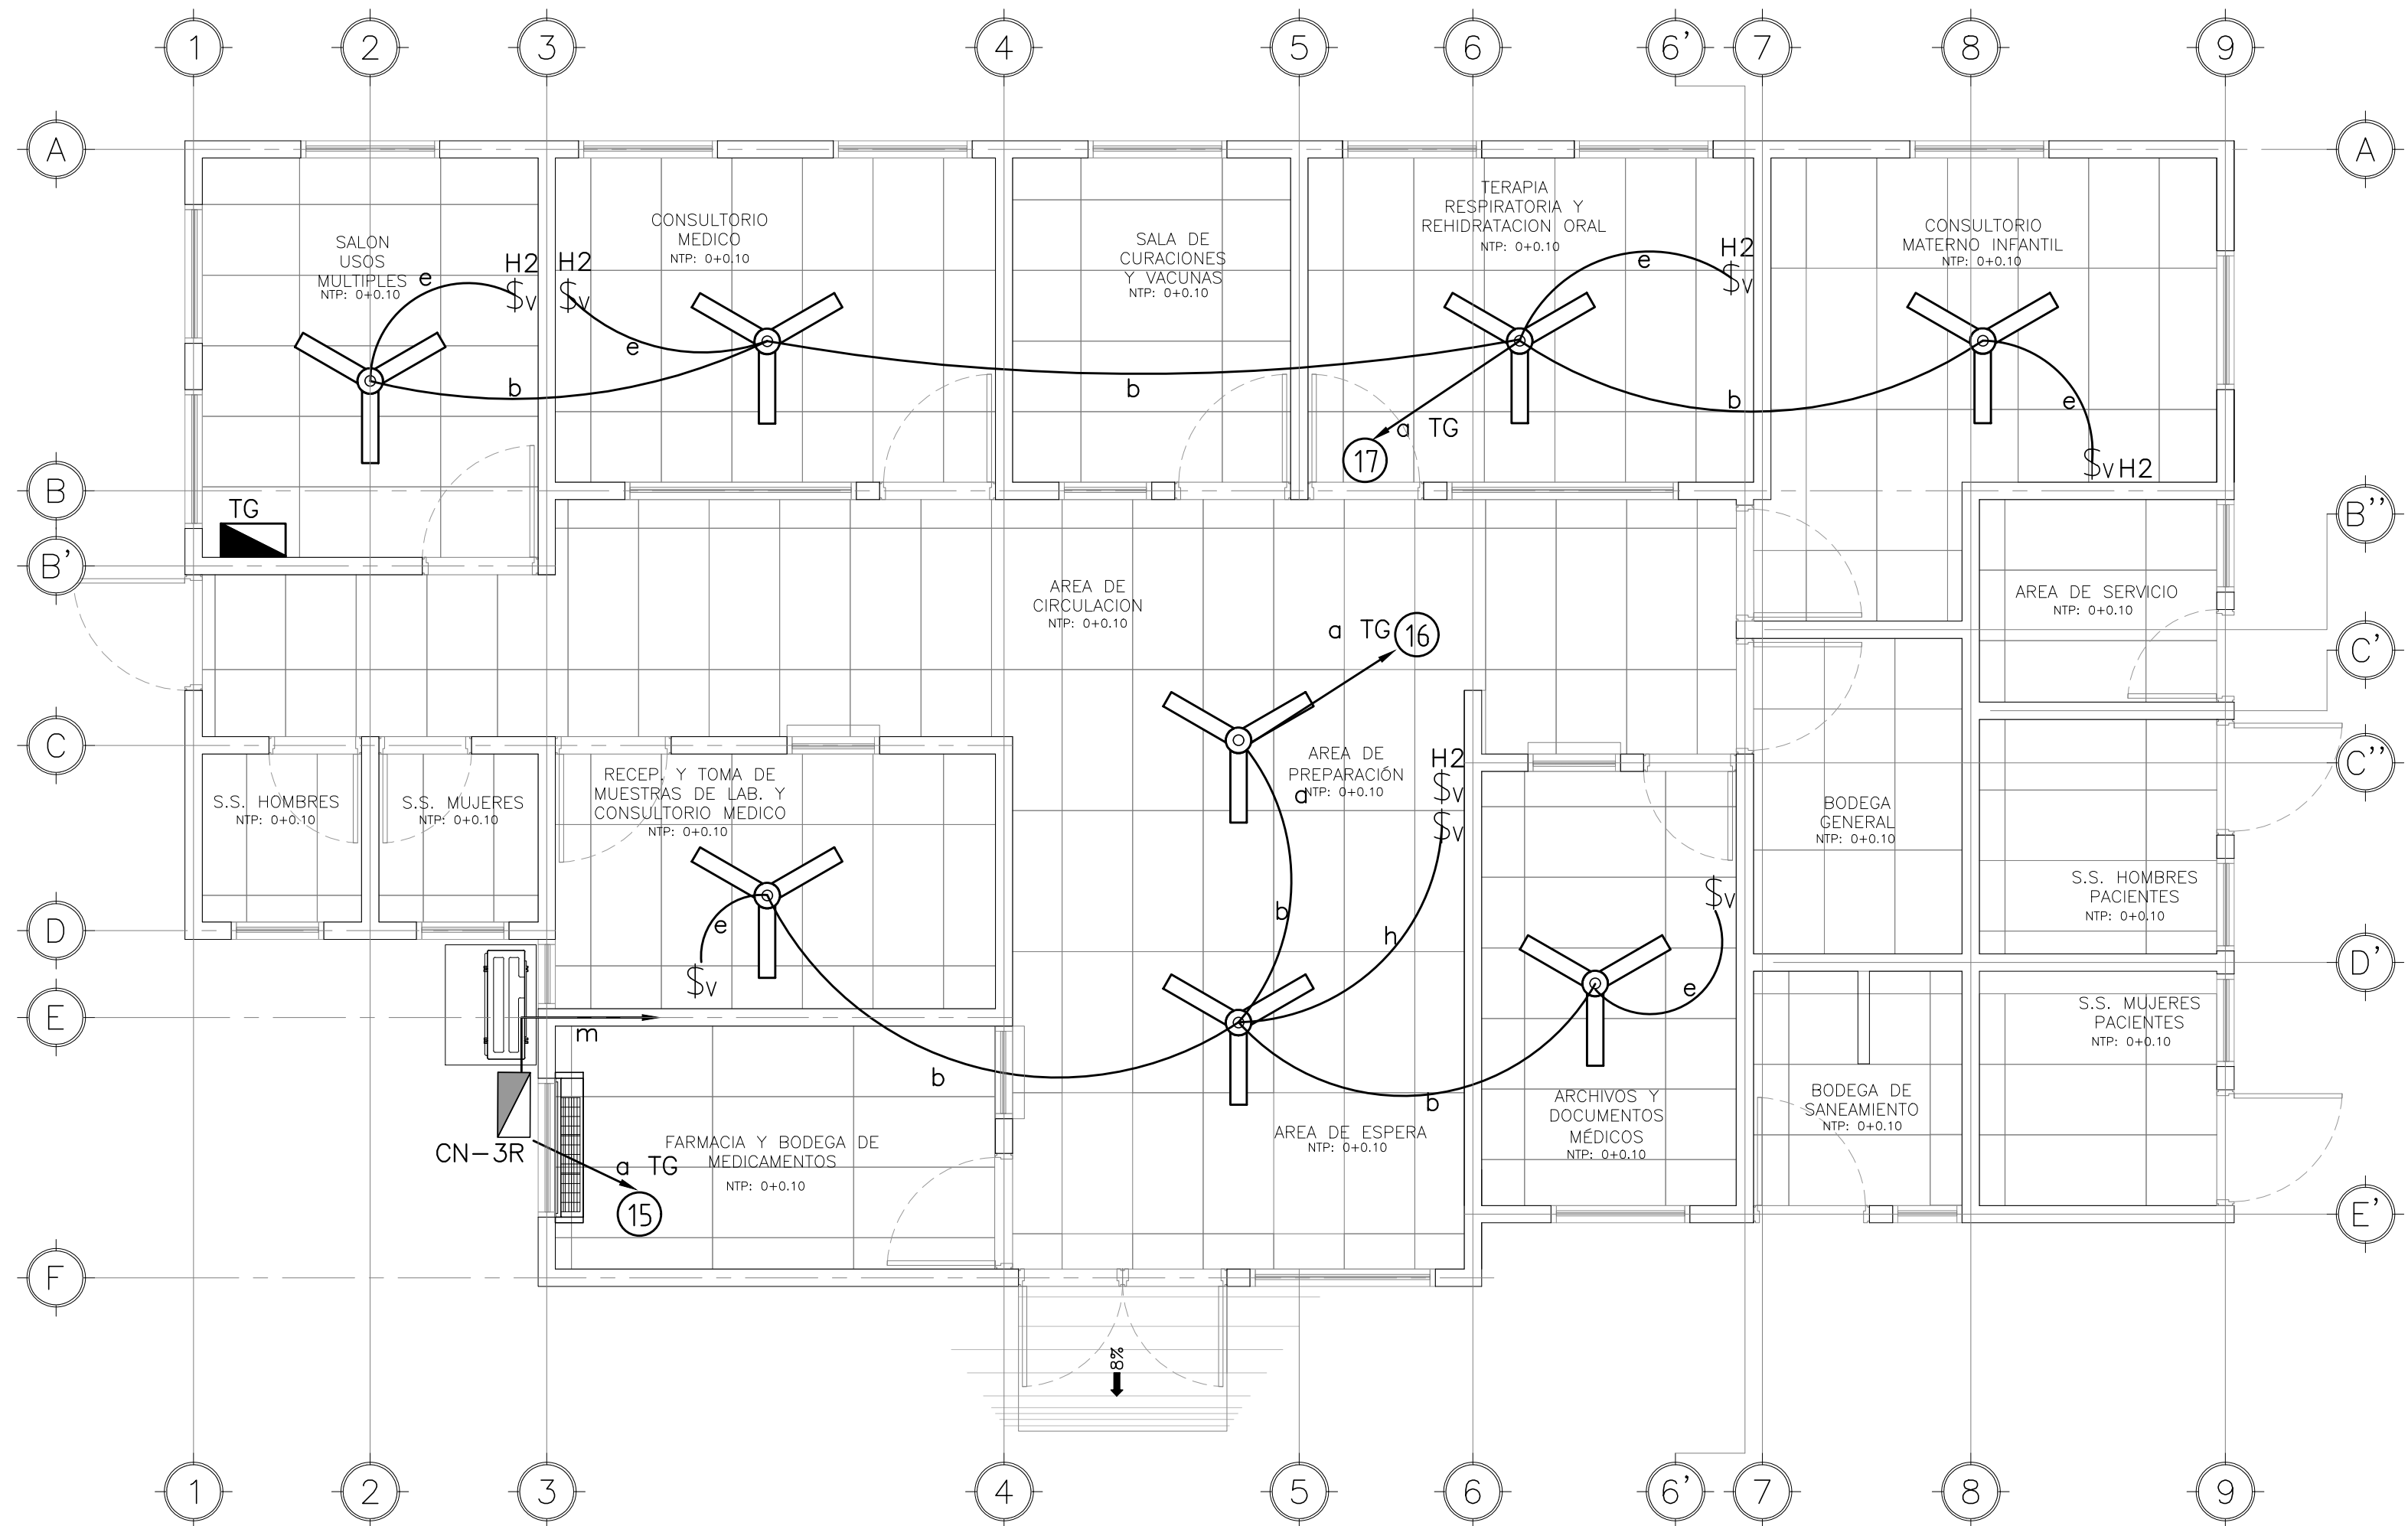 1 2 3 4 5 6 6' 7 8 9
A A
SALON
USOS
MULTIPLES
NTP: 0+0.10
e
H2
$v
H2
$v
e
CONSULTORIO
MEDICO
NTP: 0+0.10
SALA DE
CURACIONES
Y VACUNAS
NTP: 0+0.10
TERAPIA
RESPIRATORIA Y
REHIDRATACION ORAL
NTP: 0+0.10
e
H2
$v
CONSULTORIO
MATERNO INFANTIL
NTP: 0+0.10
b
b
b
e
$vH2
a TG
17
B
B''
TG
B'
AREA DE
CIRCULACION
NTP: 0+0.10
a TG 16
AREA DE SERVICIO
NTP: 0+0.10
C'
C
C''
S.S. HOMBRES
NTP: 0+0.10
S.S. MUJERES
NTP: 0+0.10
RECEP. Y TOMA DE
MUESTRAS DE LAB. Y
CONSULTORIO MEDICO
NTP: 0+0.10
AREA DE
PREPARACIÓN
NTP: 0+0.10
a
H2
$v
$v
BODEGA
GENERAL
NTP: 0+0.10
S.S. HOMBRES
PACIENTES
NTP: 0+0.10
D
D'
e
$v
b
h
$v
e
E
m
S.S. MUJERES
PACIENTES
NTP: 0+0.10
b
b
CN-3R
a TG
15
FARMACIA Y BODEGA DE
MEDICAMENTOS
NTP: 0+0.10
AREA DE ESPERA
NTP: 0+0.10
ARCHIVOS Y
DOCUMENTOS
MÉDICOS
NTP: 0+0.10
BODEGA DE
SANEAMIENTO
NTP: 0+0.10
E'
F
8%
1 2 3 4 5 6 6' 7 8 9